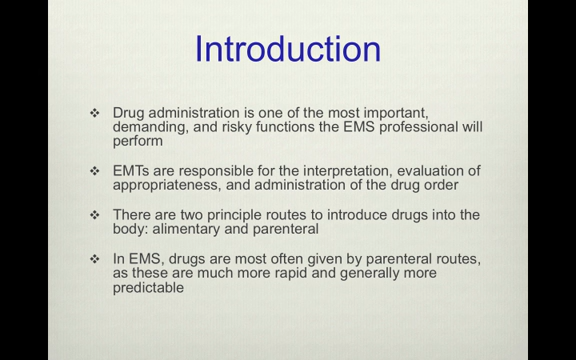 Introduction
❖ Drug administration is one of the most important,
demanding, and risky functions the EMS professional will
perform
❖ EMTs are responsible for the interpretation, evaluation of
appropriateness, and administration of the drug order
❖ There are two principle routes to introduce drugs into the
body: alimentary and parenteral
❖ In EMS, drugs are most often given by parenteral routes,
as these are much more rapid and generally more
predictable